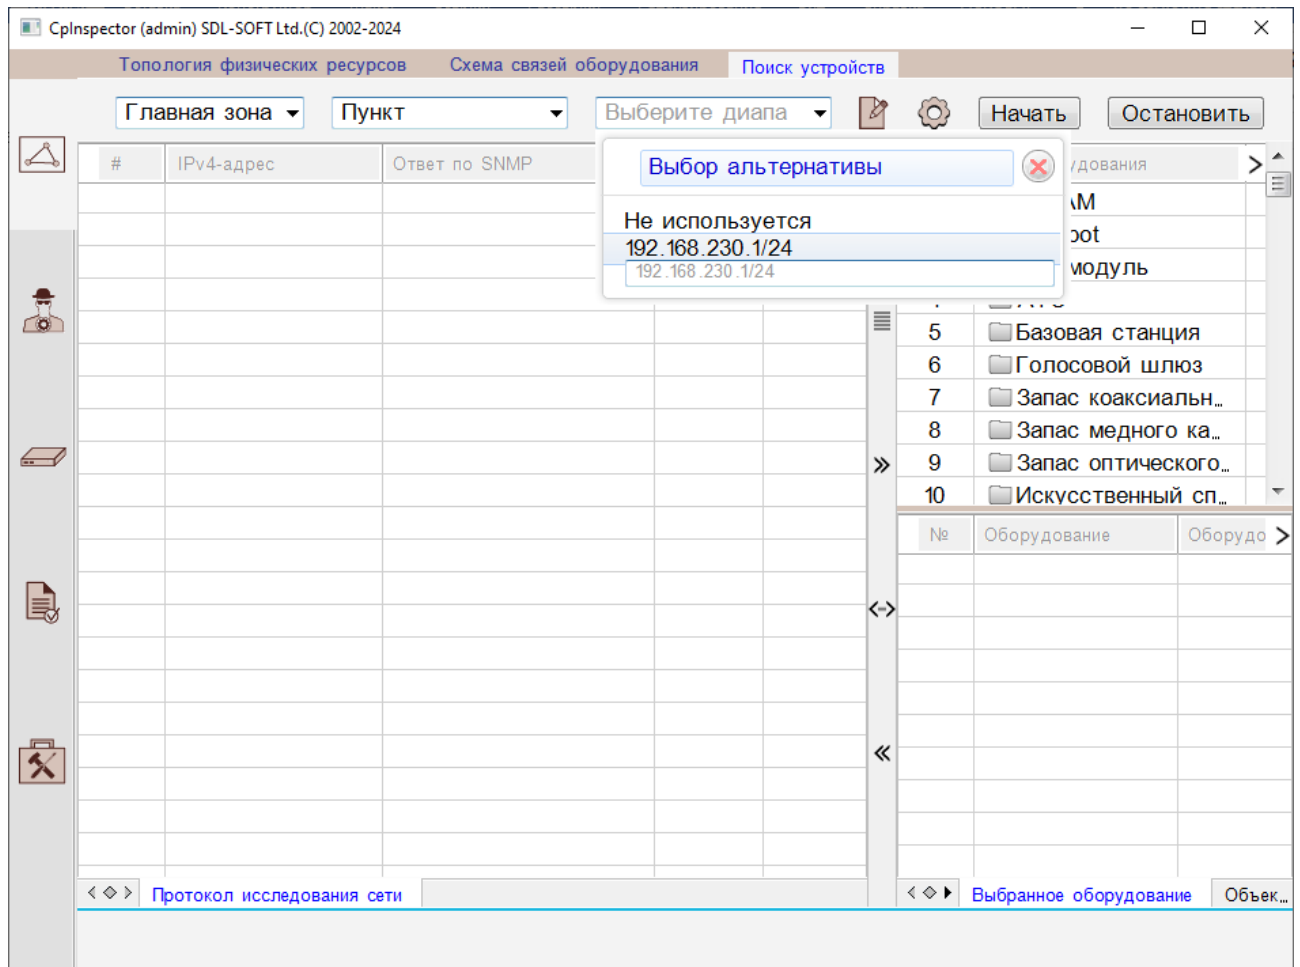 CpInspector (admin) SDL-SOFT Ltd.(C) 2002-2024
Топология физических ресурсов Схема связей оборудования Поиск устройств
Главная зона Пункт Выберите диапа Начать Остановить
# IPv4-адрес Ответ по SNMP
Выбор альтернативы
Не используется
192.168.230.1/24
192.168.230.1/24
удования
модуль
5 Базовая станция
6 Голосовой шлюз
7 Запас коаксиальн...
8 Запас медного ка...
9 Запас оптического...
10 Искусственный сп...
№ Оборудование Оборудо
Протокол исследования сети
Выбранное оборудование Объек...